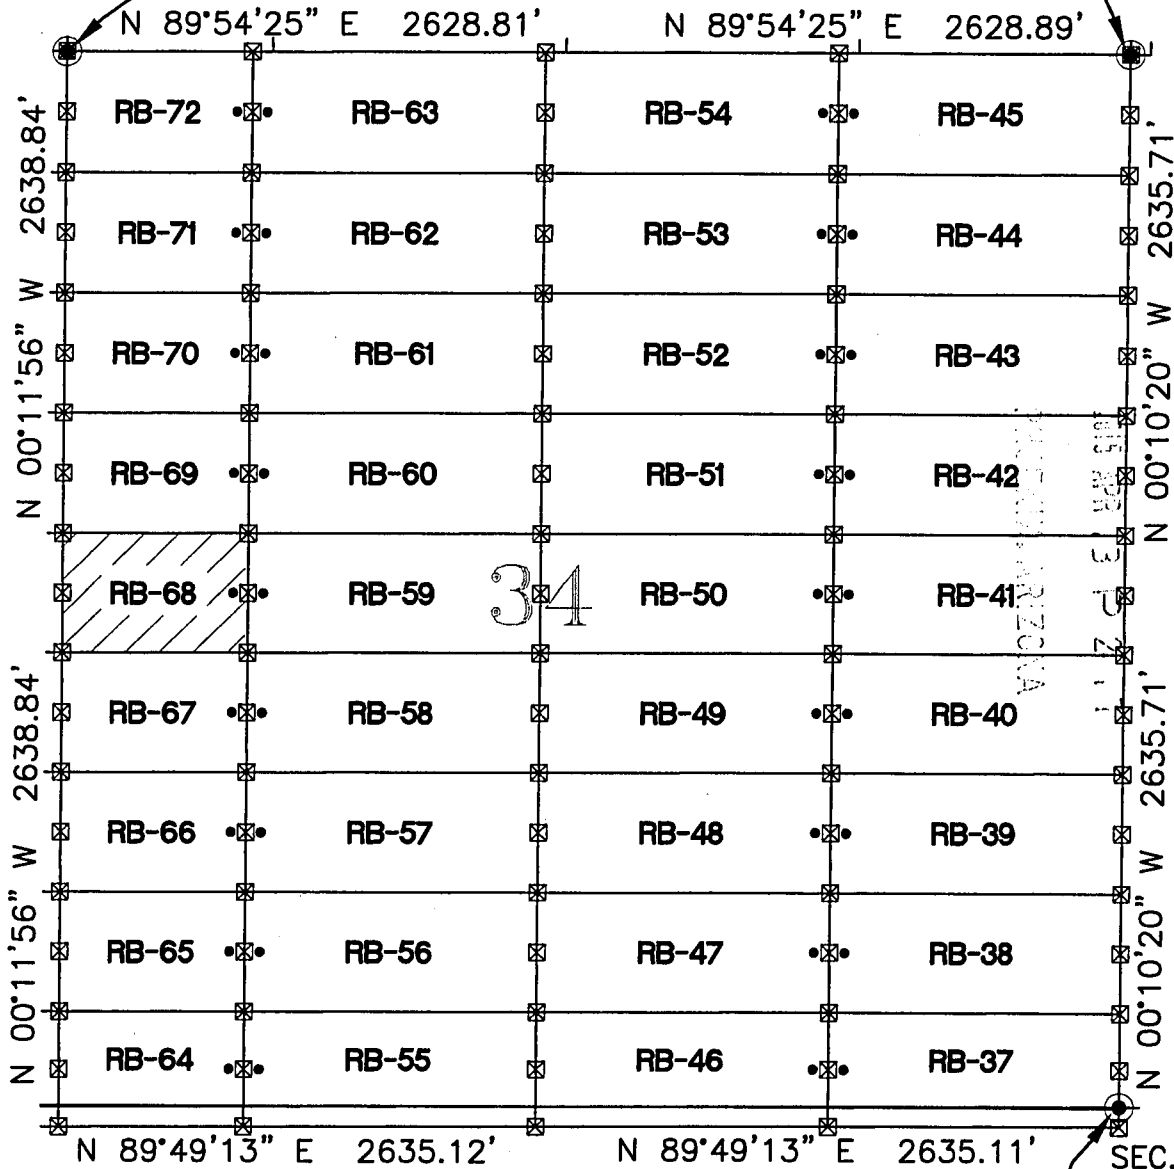 N 89°54'25" E 2628.81' N 89°54'25" E 2628.89'
N 00°11'56" W 2638.84'
N 00°10'20" W 2635.71'
RB-72 RB-63 RB-54 RB-45
RB-71 RB-62 RB-53 RB-44
RB-70 RB-61 RB-52 RB-43
RB-69 RB-60 RB-51 RB-42
RB-68 RB-59 34 RB-50 RB-41
RB-67 RB-58 RB-49 RB-40
RB-66 RB-57 RB-48 RB-39
RB-65 RB-56 RB-47 RB-38
RB-64 RB-55 RB-46 RB-37
N 00°11'56" W 2638.84'
N 00°10'20" W 2635.71'
APR 3 P
ARIZONA
N 89°49'13" E 2635.12' N 89°49'13" E 2635.11'
SEC.